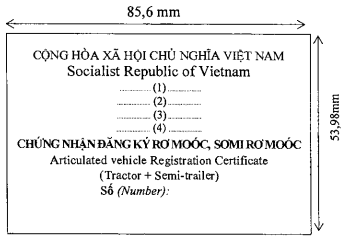 85,6 mm
CỘNG HÒA XÃ HỘI CHỦ NGHĨA VIỆT NAM
Socialist Republic of Vietnam
........... (1) ...........
........... (2) ...........
........... (3) ...........
........... (4) ...........
CHỨNG NHẬN ĐĂNG KÝ RƠ MOÓC, SƠMI RƠ MOÓC
Articulated vehicle Registration Certificate
(Tractor + Semi-trailer)
Số (Number):
53,98mm